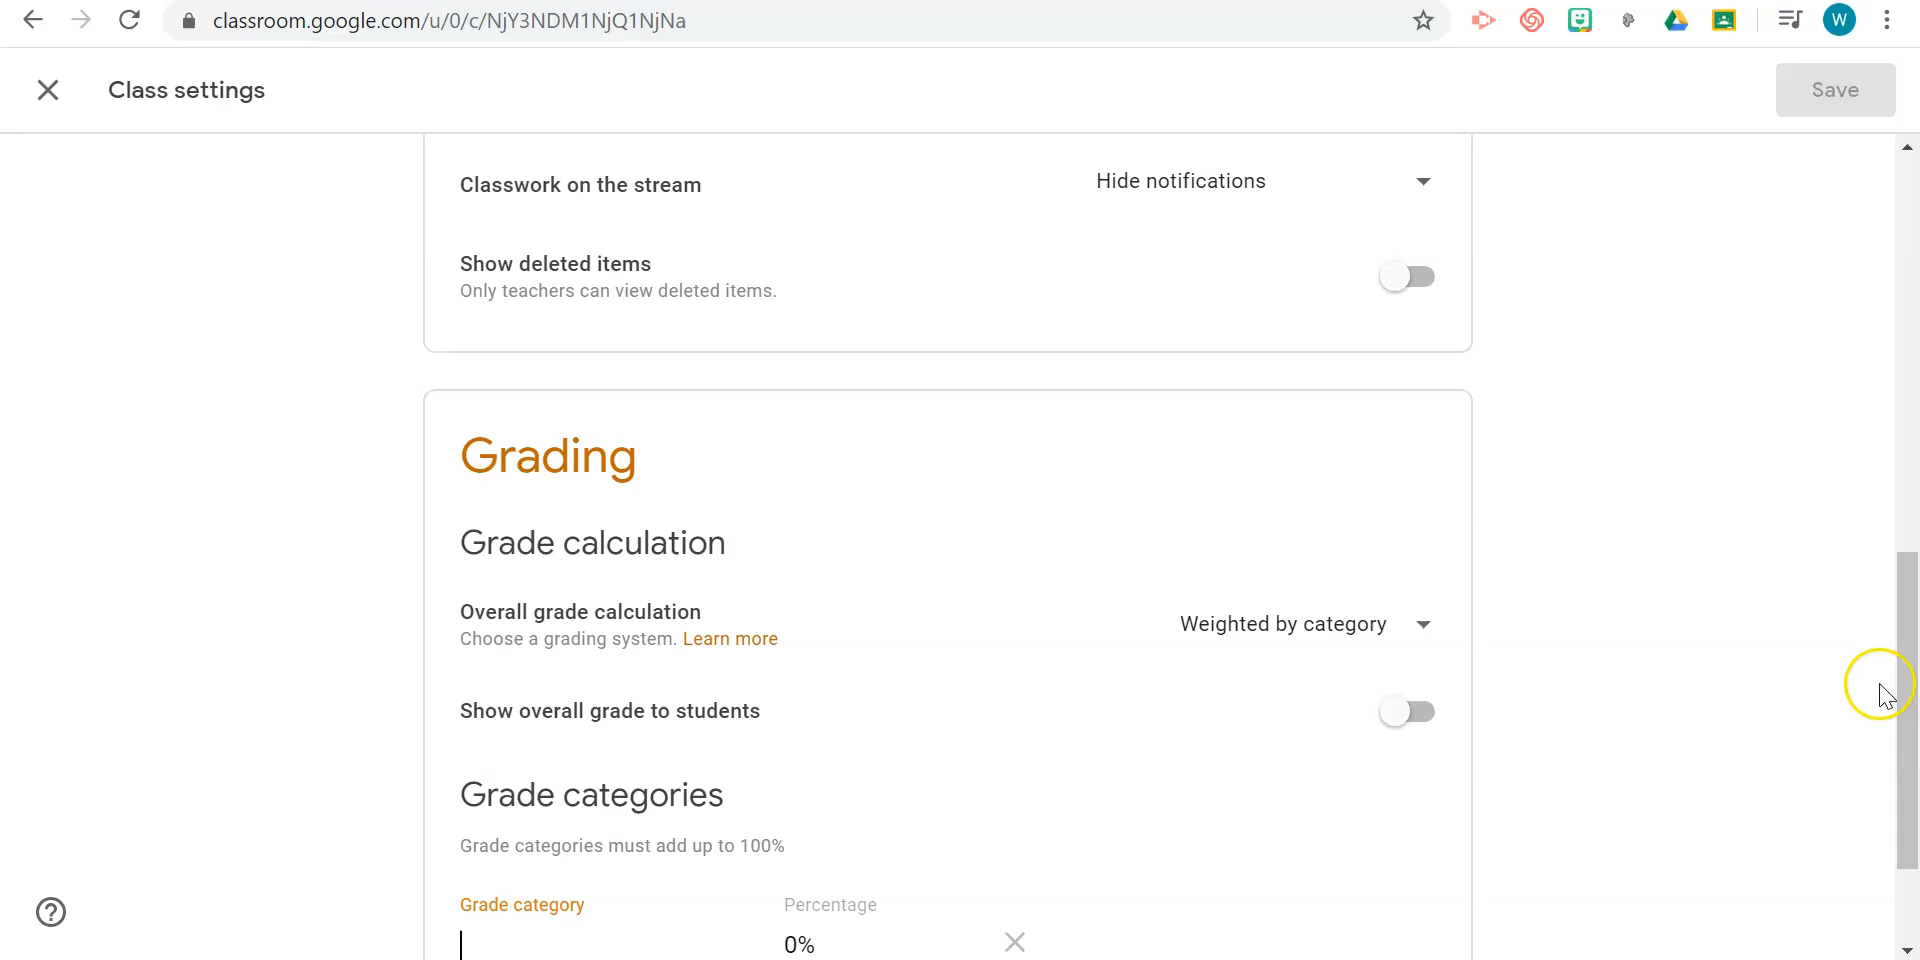 classroom.google.com/u/0/c/NjY3NDM1NjQ1NjNa
W
Class settings
Save
Classwork on the stream
Hide notifications
Show deleted items
Only teachers can view deleted items.
Grading
Grade calculation
Overall grade calculation
Choose a grading system. Learn more
Weighted by category
Show overall grade to students
Grade categories
Grade categories must add up to 100%
Grade category
Percentage
0%